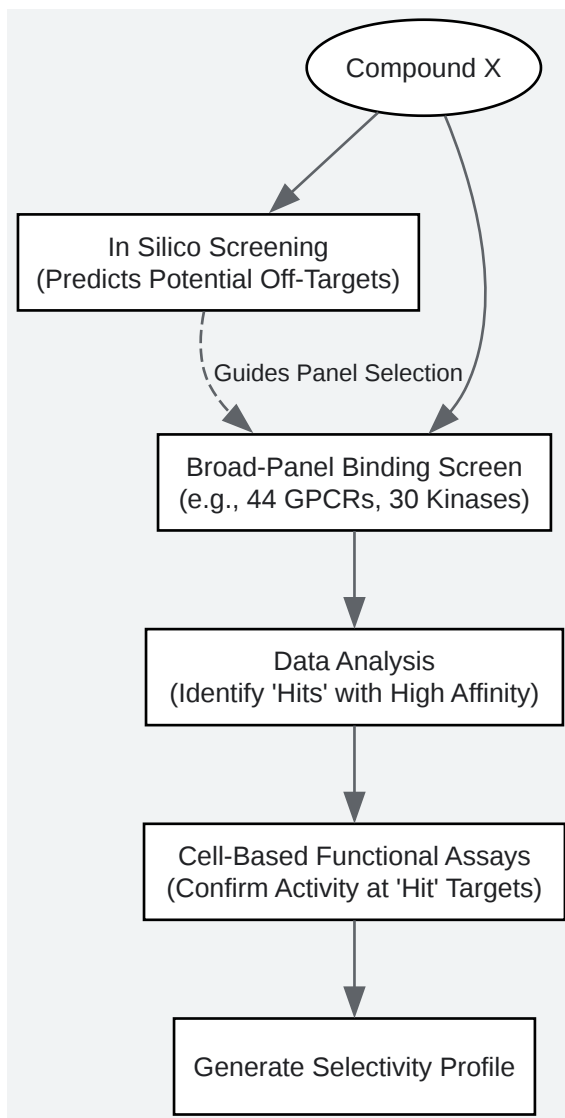 Compound X
In Silico Screening
(Predicts Potential Off-Targets)
Guides Panel Selection
Broad-Panel Binding Screen
(e.g., 44 GPCRs, 30 Kinases)
Data Analysis
(Identify 'Hits' with High Affinity)
Cell-Based Functional Assays
(Confirm Activity at 'Hit' Targets)
Generate Selectivity Profile